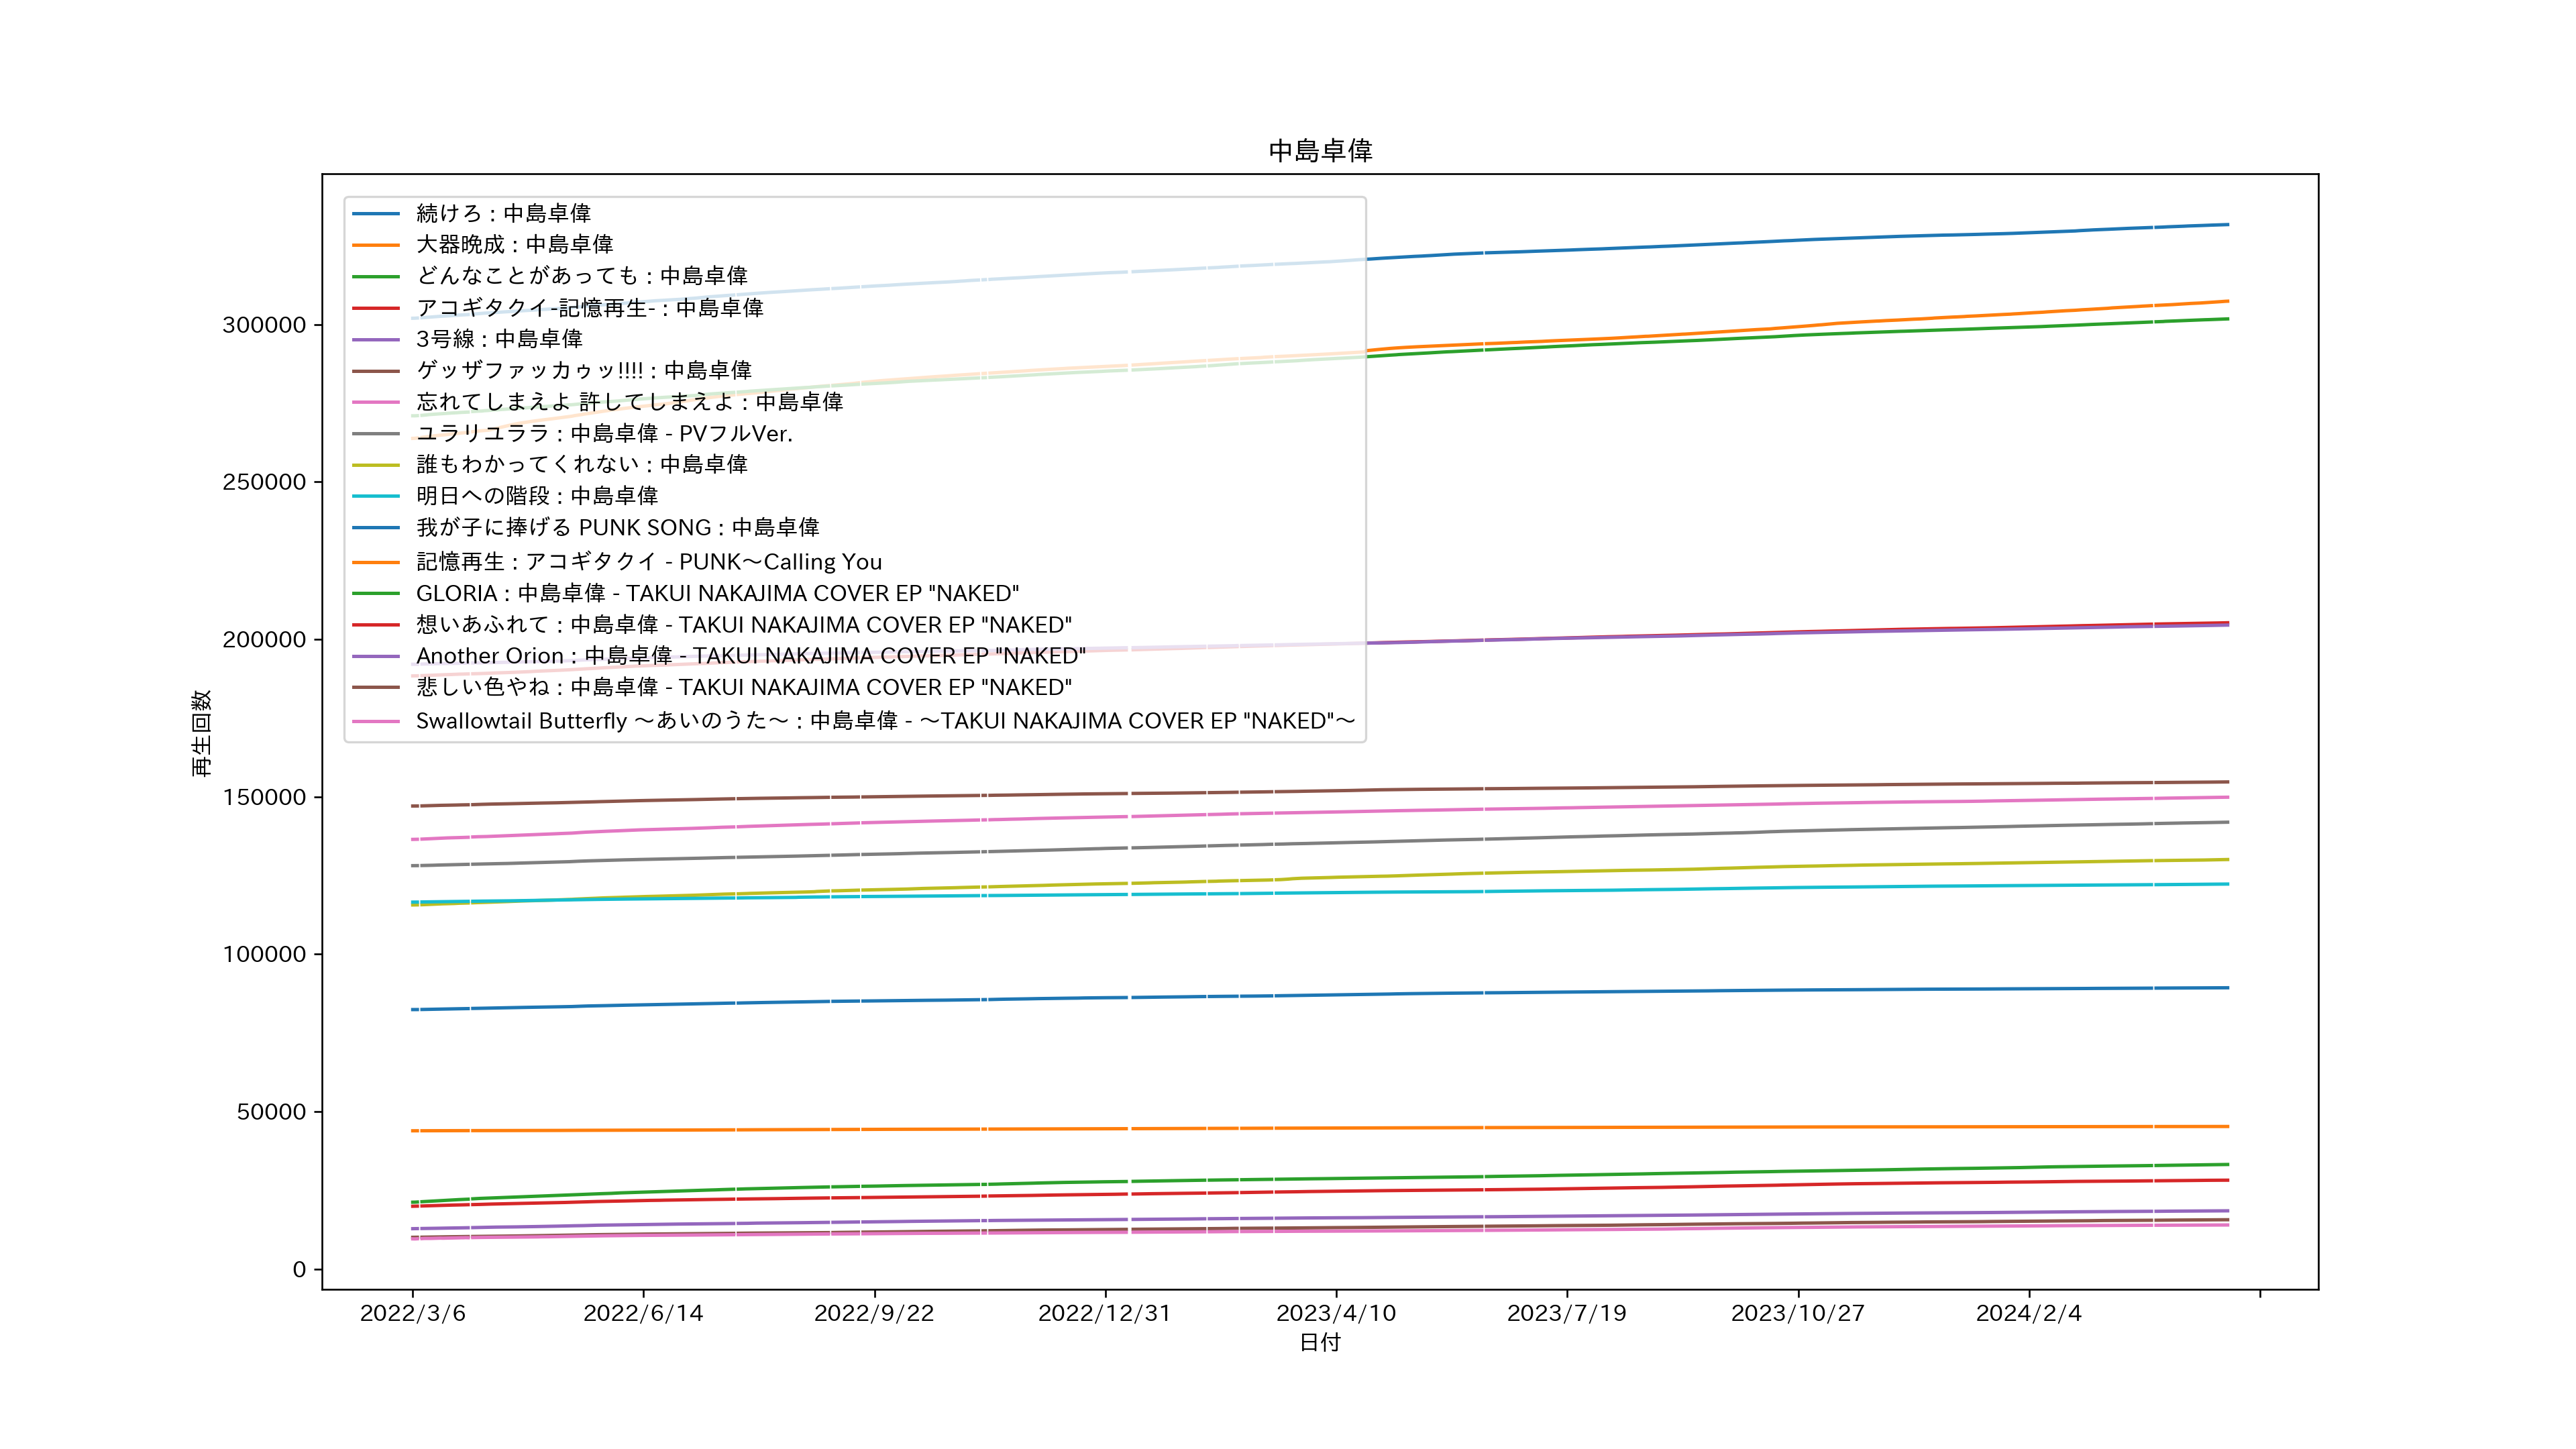 中島卓偉
続けろ : 中島卓偉
大器晩成 : 中島卓偉
どんなことがあっても : 中島卓偉
アコギタクイ-記憶再生- : 中島卓偉
3号線 : 中島卓偉
ゲッザファッカゥッ!!!! : 中島卓偉
忘れてしまえよ 許してしまえよ : 中島卓偉
ユラリユララ : 中島卓偉 - PVフルVer.
誰もわかってくれない : 中島卓偉
明日への階段 : 中島卓偉
我が子に捧げる PUNK SONG : 中島卓偉
記憶再生 : アコギタクイ - PUNK〜Calling You
GLORIA : 中島卓偉 - TAKUI NAKAJIMA COVER EP "NAKED"
想いあふれて : 中島卓偉 - TAKUI NAKAJIMA COVER EP "NAKED"
Another Orion : 中島卓偉 - TAKUI NAKAJIMA COVER EP "NAKED"
悲しい色やね : 中島卓偉 - TAKUI NAKAJIMA COVER EP "NAKED"
Swallowtail Butterfly 〜あいのうた〜 : 中島卓偉 - 〜TAKUI NAKAJIMA COVER EP "NAKED"〜
再生回数
300000
250000
200000
150000
100000
50000
0
2022/3/6
2022/6/14
2022/9/22
2022/12/31
2023/4/10
2023/7/19
2023/10/27
2024/2/4
日付